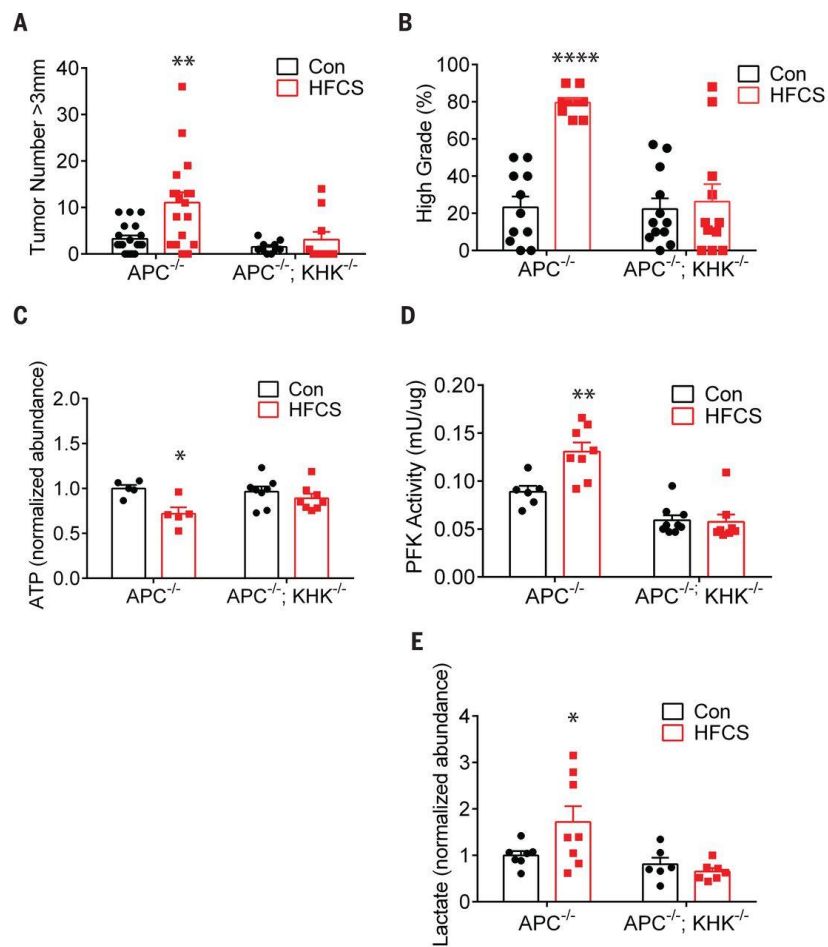 A
**
Con
HFCS
Tumor Number >3mm
40
30
20
10
0
APC-/-
APC-/-; KHK-/-
B
****
Con
HFCS
High Grade (%)
100
80
60
40
20
0
APC-/-
APC-/-; KHK-/-
C
Con
HFCS
ATP (normalized abundance)
2.0
1.5
1.0
0.5
0.0
*
APC-/-
APC-/-; KHK-/-
D
Con
HFCS
PFK Activity (mU/ug)
0.20
0.15
0.10
0.05
0.00
**
APC-/-
APC-/-; KHK-/-
E
Con
HFCS
Lactate (normalized abundance)
4
3
2
1
0
*
APC-/-
APC-/-; KHK-/-